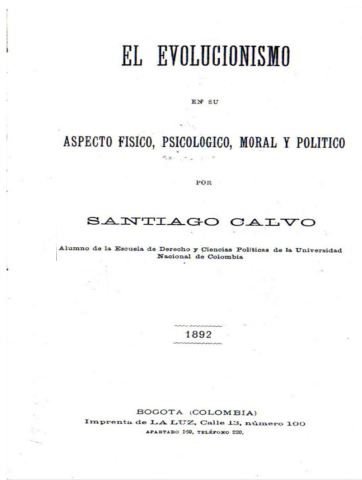 EL EVOLUCIONISMO
EN SU
ASPECTO FISICO, PSICOLOGICO, MORAL Y POLITICO
POR
SANTIAGO CALVO
Alumno de la Escuela de Derecho y Ciencias Políticas de la Universidad
Nacional de Colombia
1892
BOGOTA (COLOMBIA)
Imprenta de LA LUZ, Calle 13, número 100
APARTADO 160, TELÉFONO 220.